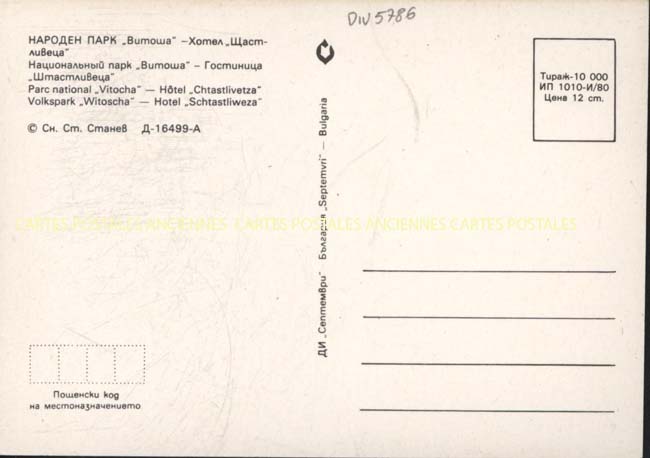 Div 5786
НАРОДЕН ПАРК „Витоша" –Хотел „Щаст-
ливеца"
Национальный парк „Витоша" – Гостиница
„Штастливеца"
Parc national „Vitocha" — Hôtel „Chtastlivetza"
Volkspark „Witoscha" — Hotel „Schtastliweza"
© Сн. Ст. Станев Д-16499-А
Тираж-10 000
ИП 1010-И/80
Цена 12 ст.
ДИ „Септември" България „Septemvri" — Bulgaria
CARTES POSTALES ANCIENNES CARTES POSTALES ANCIENNES CARTES POSTALES
Пощенски код
на местоназначението